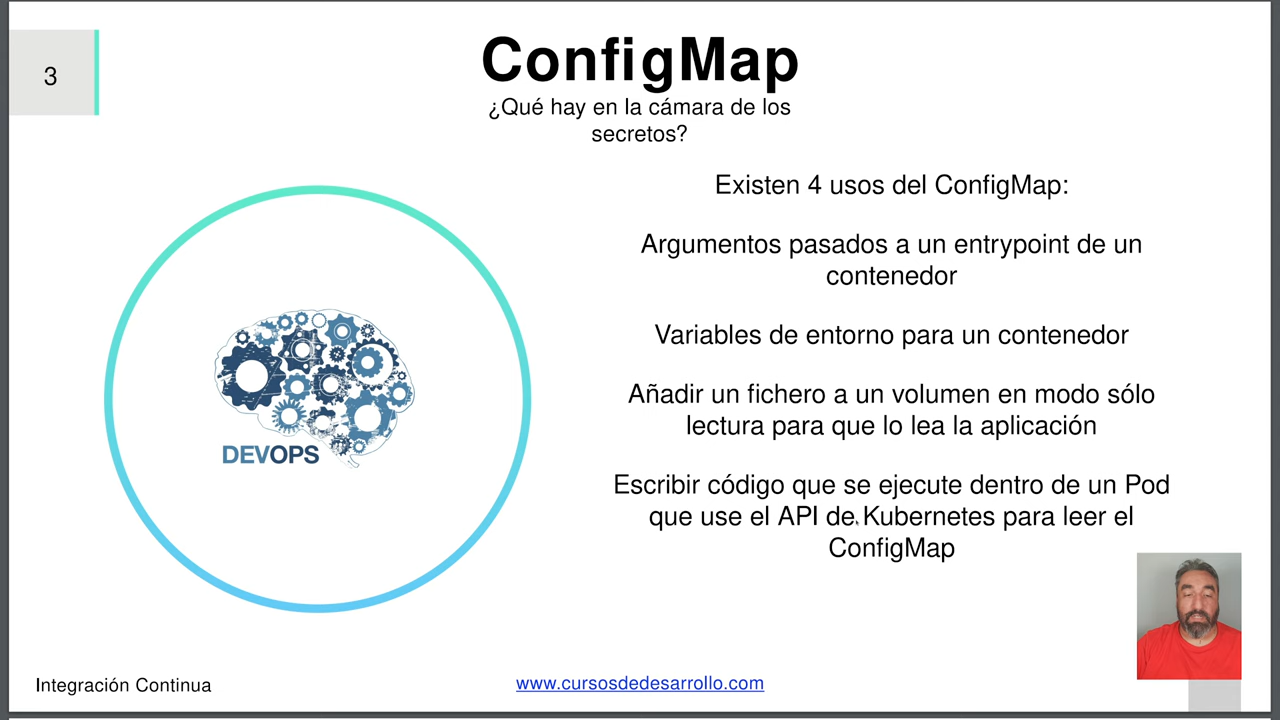 3
ConfigMap
¿Qué hay en la cámara de los
secretos?
Existen 4 usos del ConfigMap:
Argumentos pasados a un entrypoint de un
contenedor
Variables de entorno para un contenedor
Añadir un fichero a un volumen en modo sólo
lectura para que lo lea la aplicación
Escribir código que se ejecute dentro de un Pod
que use el API de Kubernetes para leer el
ConfigMap
DEVOPS
Integración Continua
www.cursosdedesarrollo.com